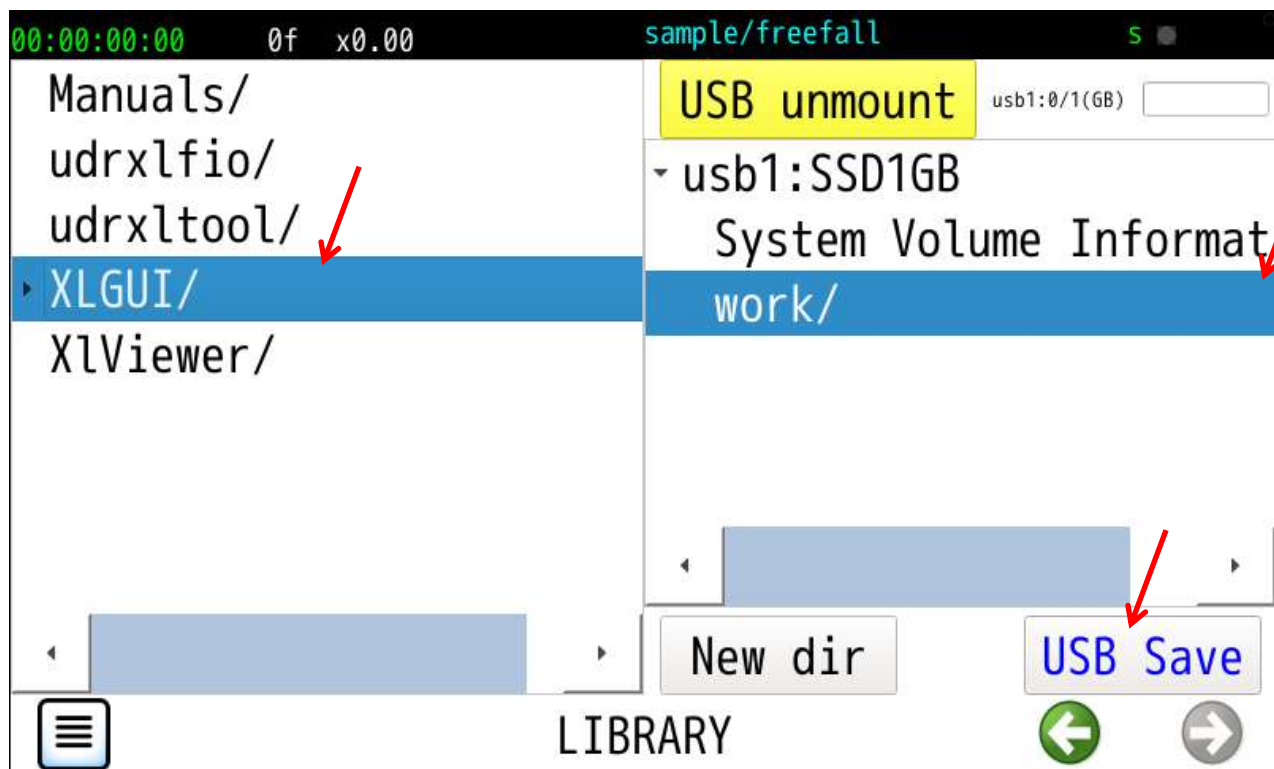 00:00:00:00 0f x0.00 sample/freefall S
Manuals/
udrxlfio/
udrxltool/
XLGUI/
XlViewer/
USB unmount usb1:0/1(GB)
usb1:SSD1GB
System Volume Informat
work/
New dir USB Save
LIBRARY